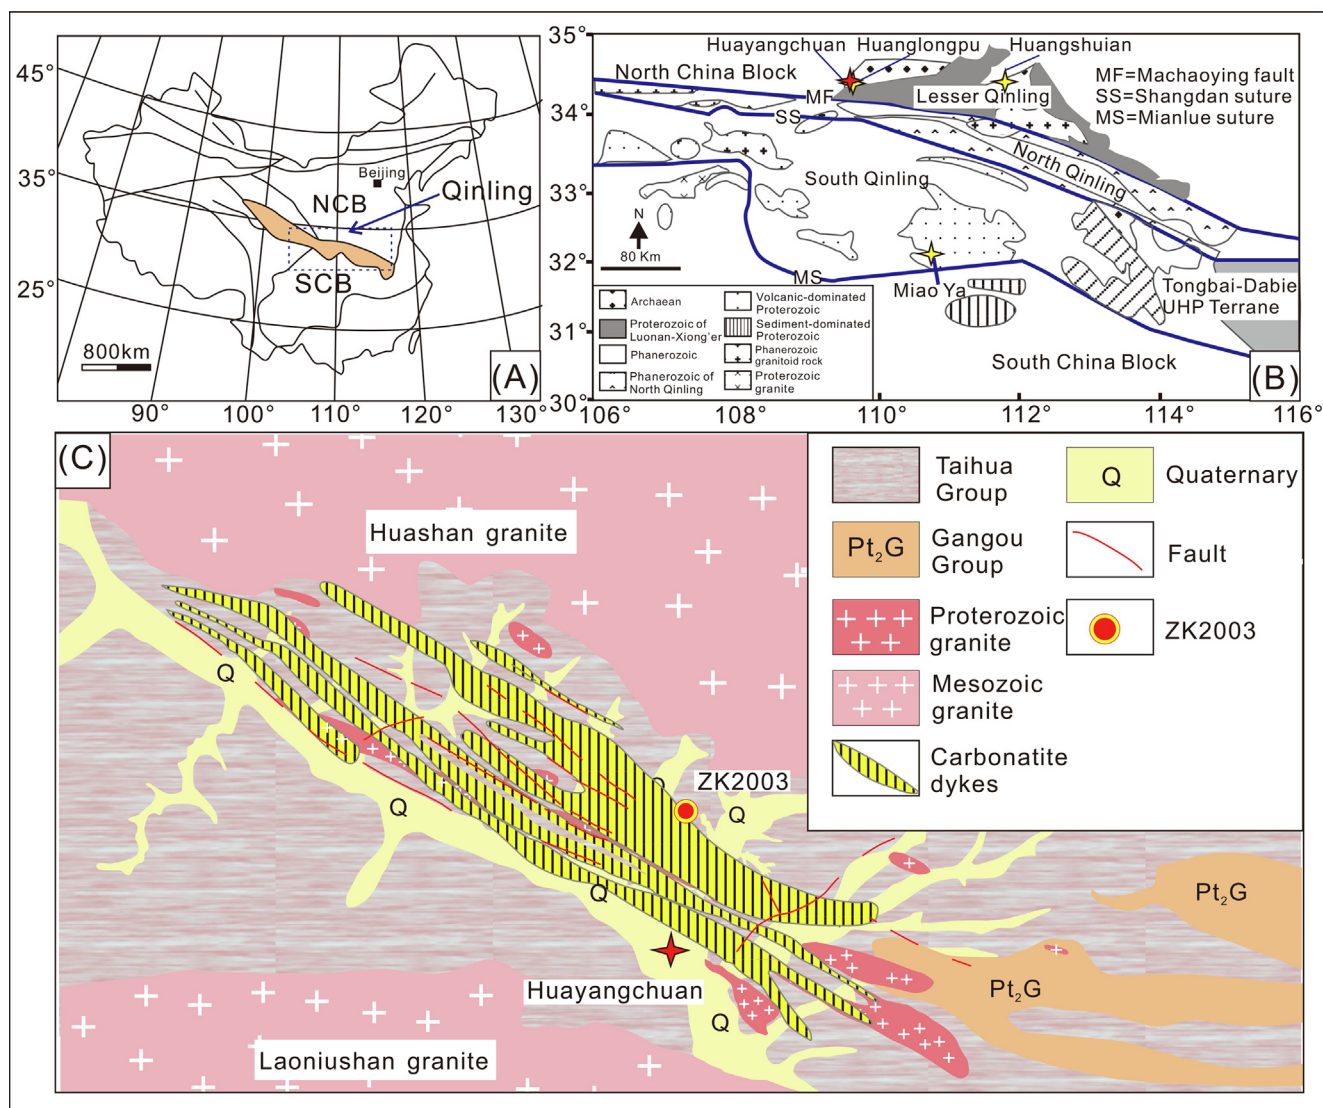 45°
35°
25°
Beijing
NCB
Qinling
SCB
800km
(A)
90°
100°
110°
120°
130°
35°
34°
33°
32°
31°
30°
Huayangchuan
Huanglongpu
Huangshuian
North China Block
MF
SS
Lesser Qinling
MF=Machaoying fault
SS=Shangdan suture
MS=Mianlue suture
South Qinling
North Qinling
N
80 Km
MS
Miao Ya
Tongbai-Dabie
UHP Terrane
South China Block
(B)
Archaean
Proterozoic of
Luonan-Xiong'er
Phanerozoic
Phanerozoic of
North Qinling
Volcanic-dominated
Proterozoic
Sediment-dominated
Proterozoic
Phanerozoic
granitoid rock
Proterozoic
granite
106°
108°
110°
112°
114°
116°
(C)
Huashan granite
Q
Q
ZK2003
Q
Q
Huayangchuan
Q
Laoniushan granite
Pt₂G
Pt₂G
Taihua
Group
Pt₂G
Gangou
Group
Proterozoic
granite
Mesozoic
granite
Carbonatite
dykes
Q
Quaternary
Fault
ZK2003